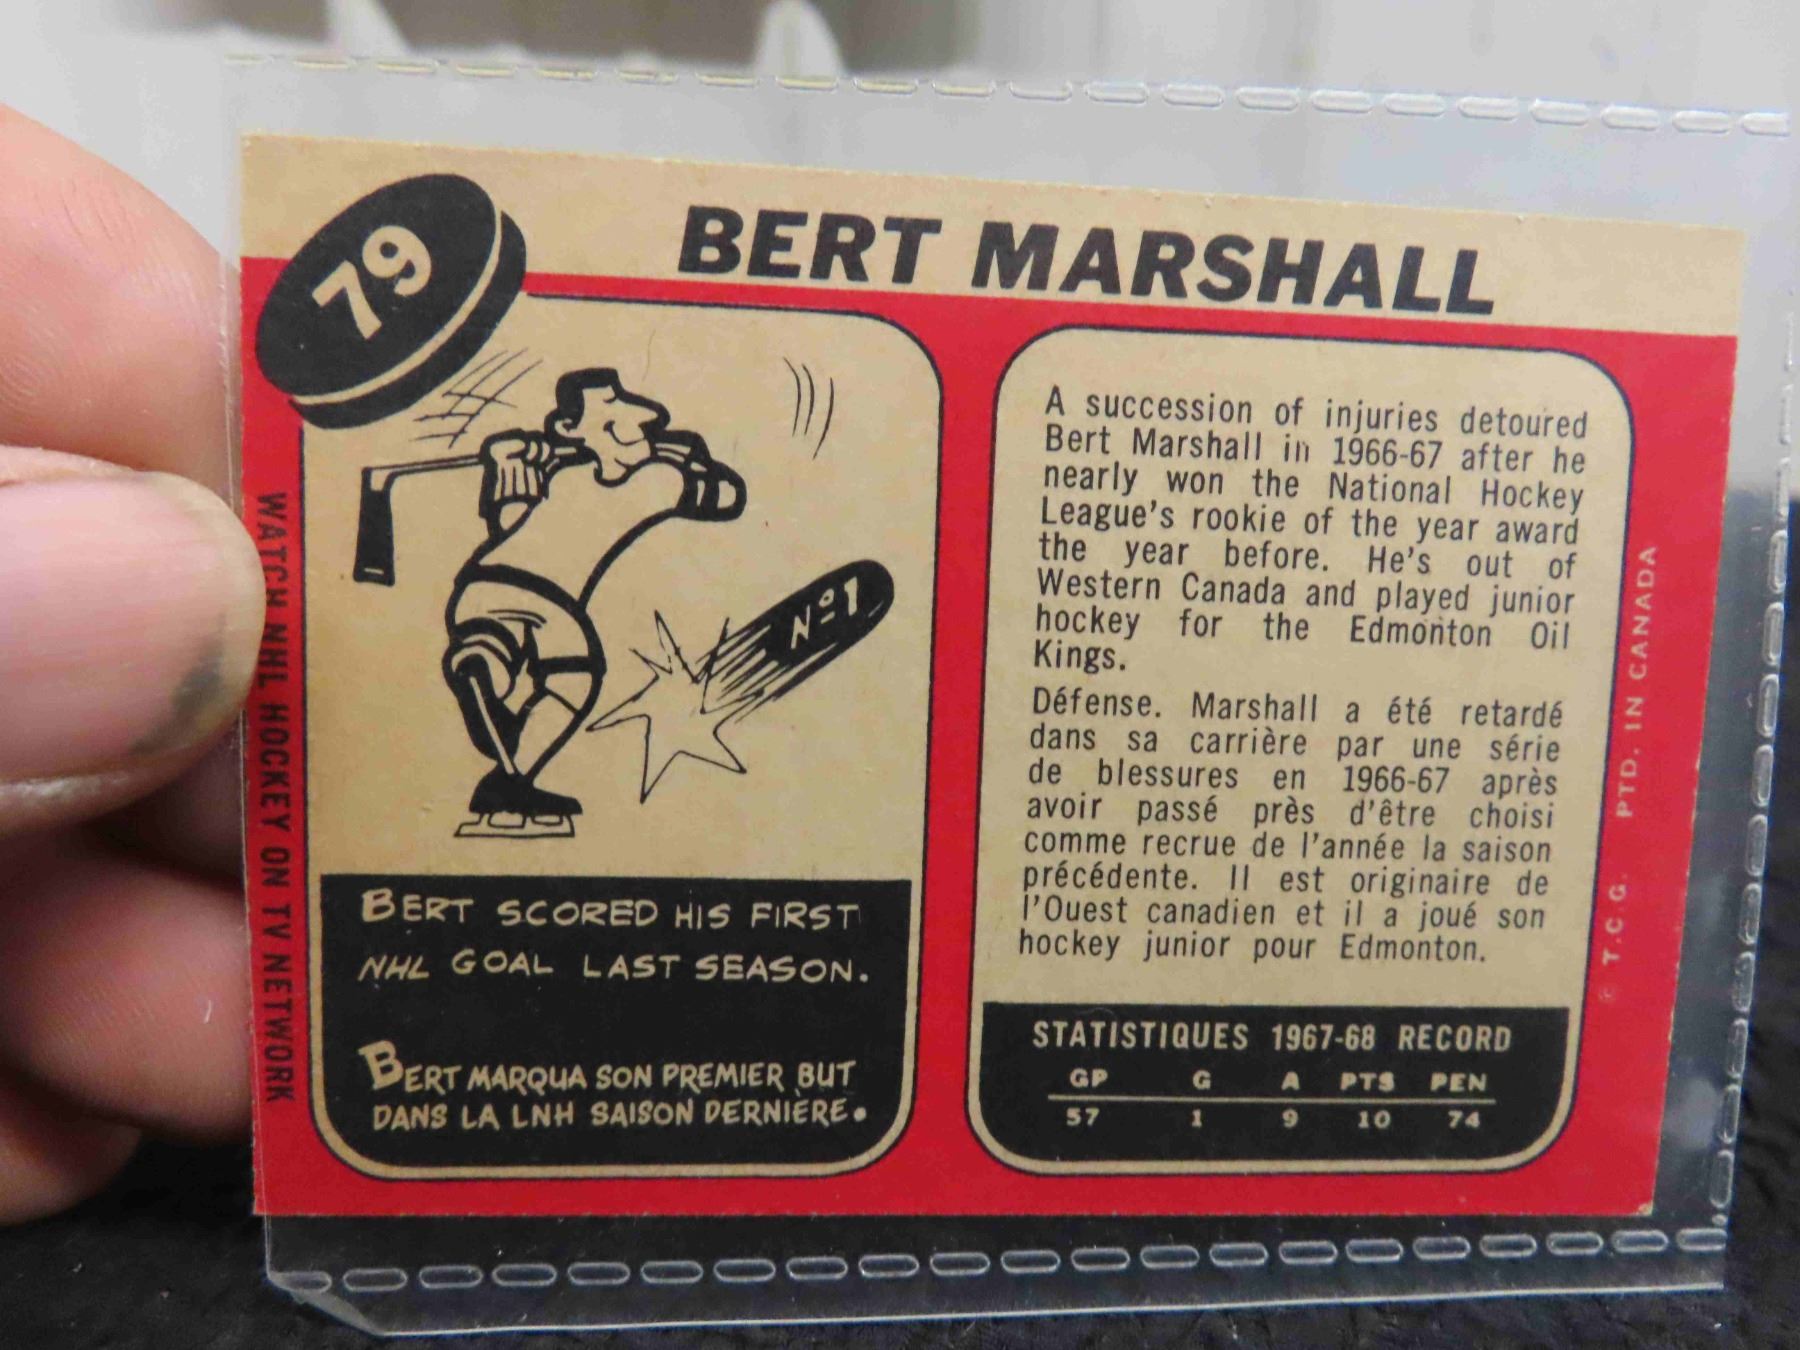 79
BERT MARSHALL
Nº1
BERT SCORED HIS FIRST
NHL GOAL LAST SEASON.
BERT MARQUA SON PREMIER BUT
DANS LA LNH SAISON DERNIÈRE.
WATCH NHL HOCKEY ON TV NETWORK
A succession of injuries detoured
Bert Marshall in 1966-67 after he
nearly won the National Hockey
League's rookie of the year award
the year before. He's out of
Western Canada and played junior
hockey for the Edmonton Oil
Kings.
Défense. Marshall a été retardé
dans sa carrière par une série
de blessures en 1966-67 après
avoir passé près d'être choisi
comme recrue de l'année la saison
précédente. Il est originaire de
l'Ouest canadien et il a joué son
hockey junior pour Edmonton.
STATISTIQUES 1967-68 RECORD
GP G A PTS PEN
57 1 9 10 74
© T.C.G. PTD. IN CANADA